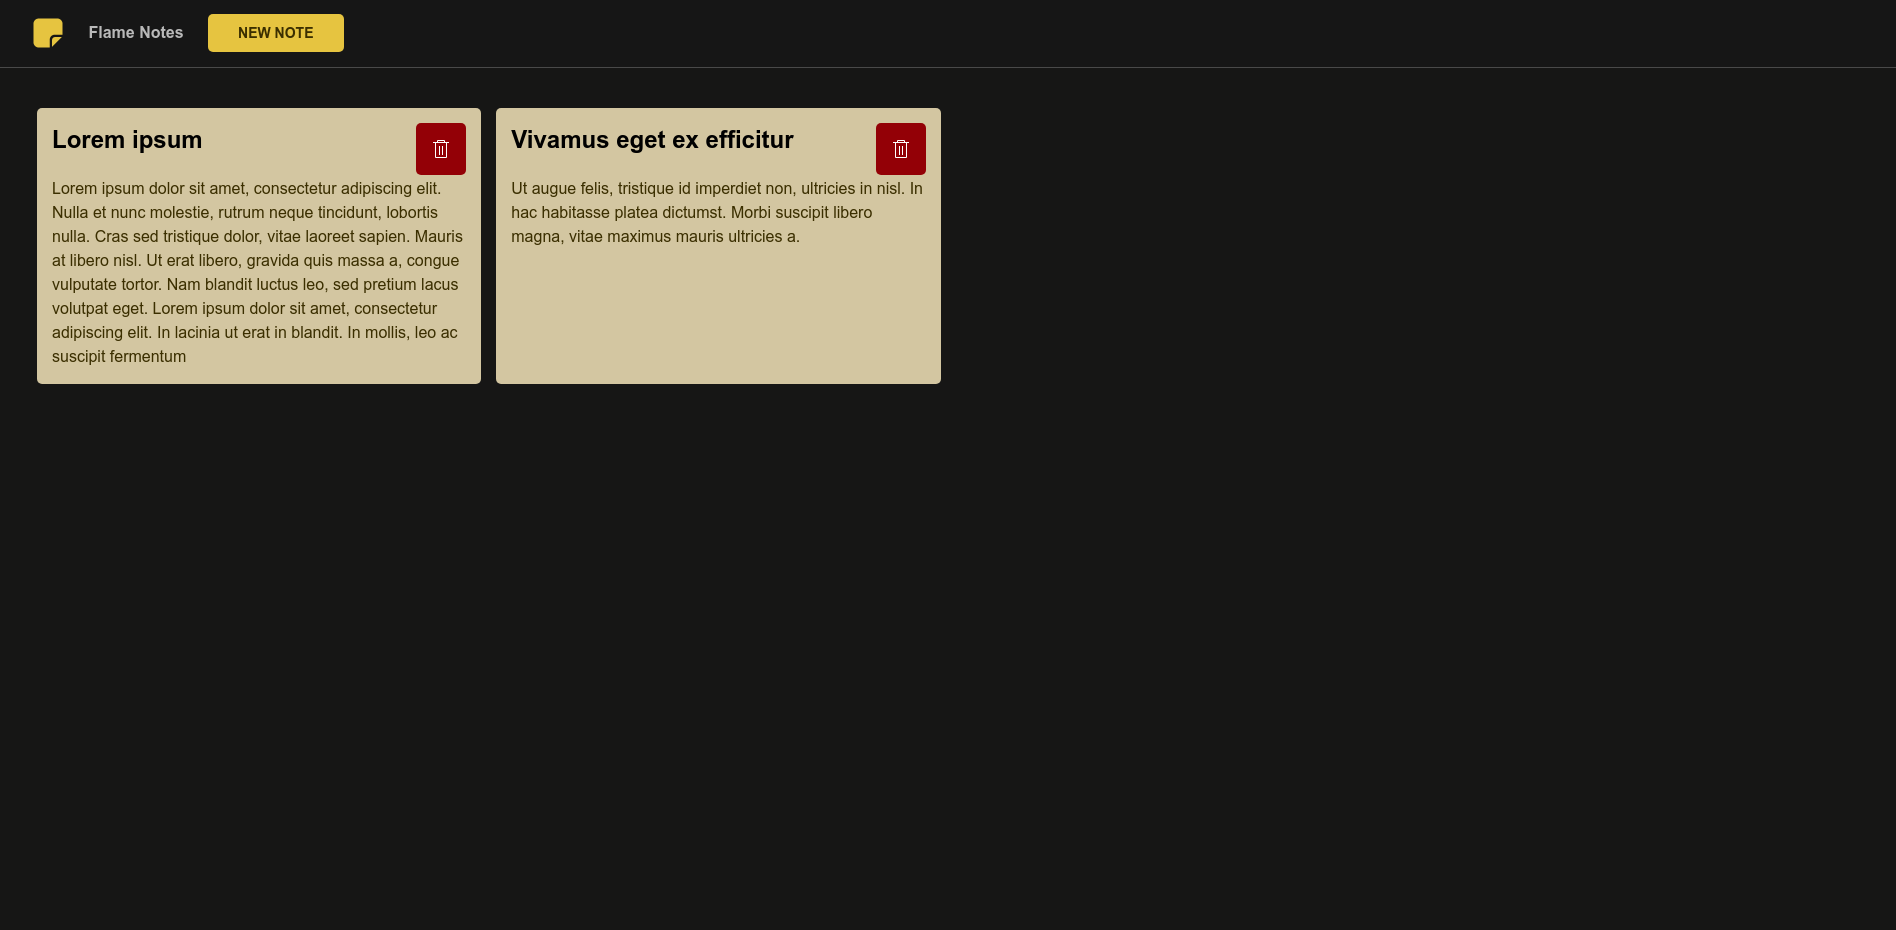 Flame Notes
NEW NOTE
Lorem ipsum
Lorem ipsum dolor sit amet, consectetur adipiscing elit.
Nulla et nunc molestie, rutrum neque tincidunt, lobortis
nulla. Cras sed tristique dolor, vitae laoreet sapien. Mauris
at libero nisl. Ut erat libero, gravida quis massa a, congue
vulputate tortor. Nam blandit luctus leo, sed pretium lacus
volutpat eget. Lorem ipsum dolor sit amet, consectetur
adipiscing elit. In lacinia ut erat in blandit. In mollis, leo ac
suscipit fermentum
Vivamus eget ex efficitur
Ut augue felis, tristique id imperdiet non, ultricies in nisl. In
hac habitasse platea dictumst. Morbi suscipit libero
magna, vitae maximus mauris ultricies a.